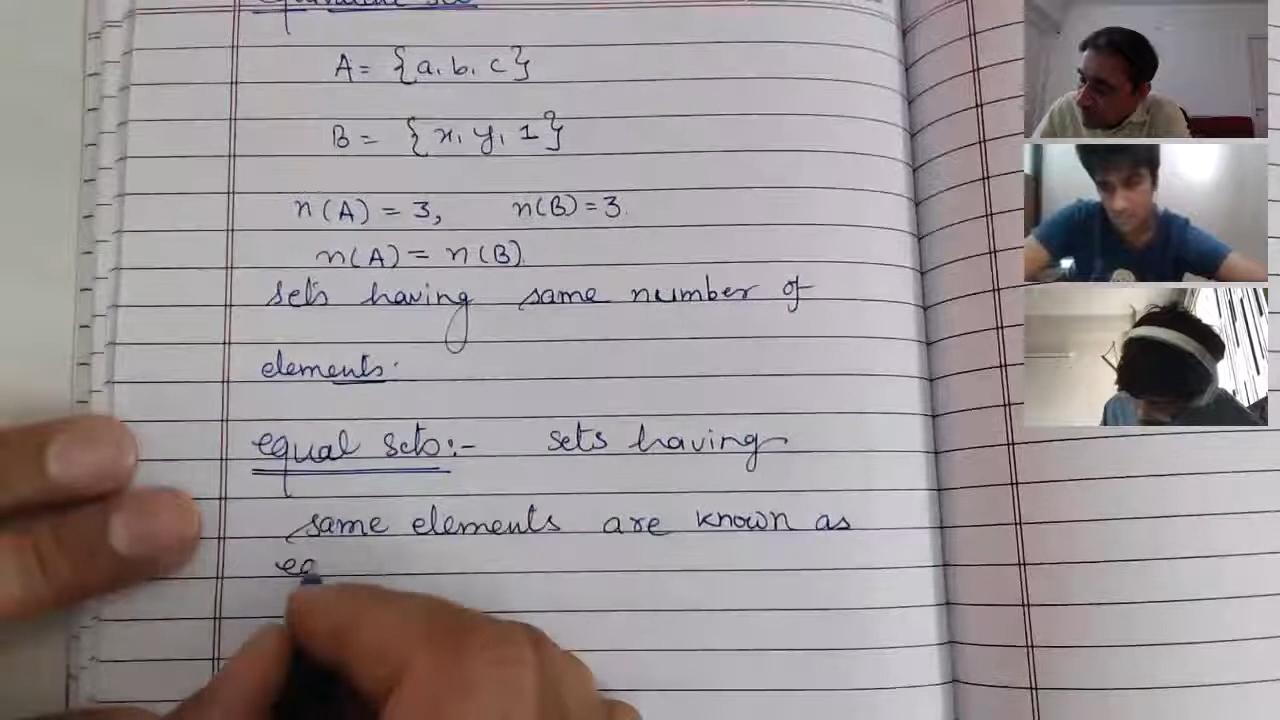 A = {a, b, c}
B = {x, y, 1}
n(A) = 3, n(B) = 3.
n(A) = n(B).
sets having same number of
elements.
equal sets:- sets having
same elements are known as